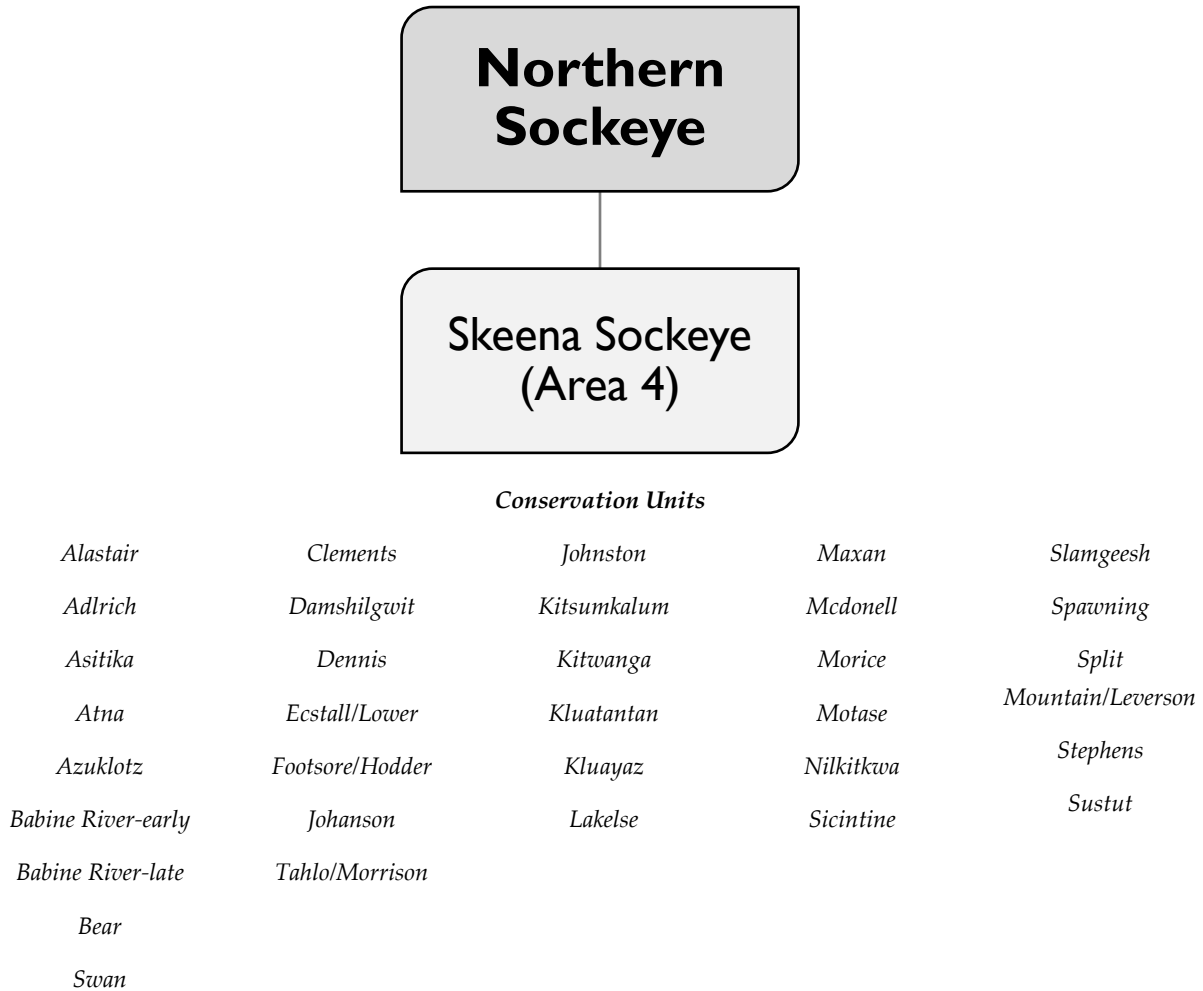 Northern
Sockeye
Skeena Sockeye
(Area 4)
Conservation Units
Alastair
Adlrich
Asitika
Atna
Azuklotz
Babine River-early
Babine River-late
Bear
Swan
Clements
Damshilgwit
Dennis
Ecstall/Lower
Footsore/Hodder
Johanson
Tahlo/Morrison
Johnston
Kitsumkalum
Kitwanga
Kluatantan
Kluayaz
Lakelse
Maxan
Mcdonell
Morice
Motase
Nilkitkwa
Sicintine
Slamgeesh
Spawning
Split
Mountain/Leverson
Stephens
Sustut